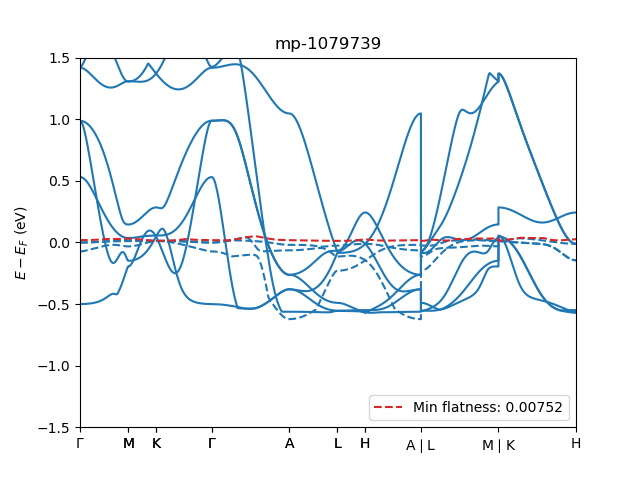 mp-1079739
1.5
1.0
0.5
0.0
−0.5
−1.0
−1.5
E − E_F (eV)
Min flatness: 0.00752
Γ M K Γ A L H A | L M | K H